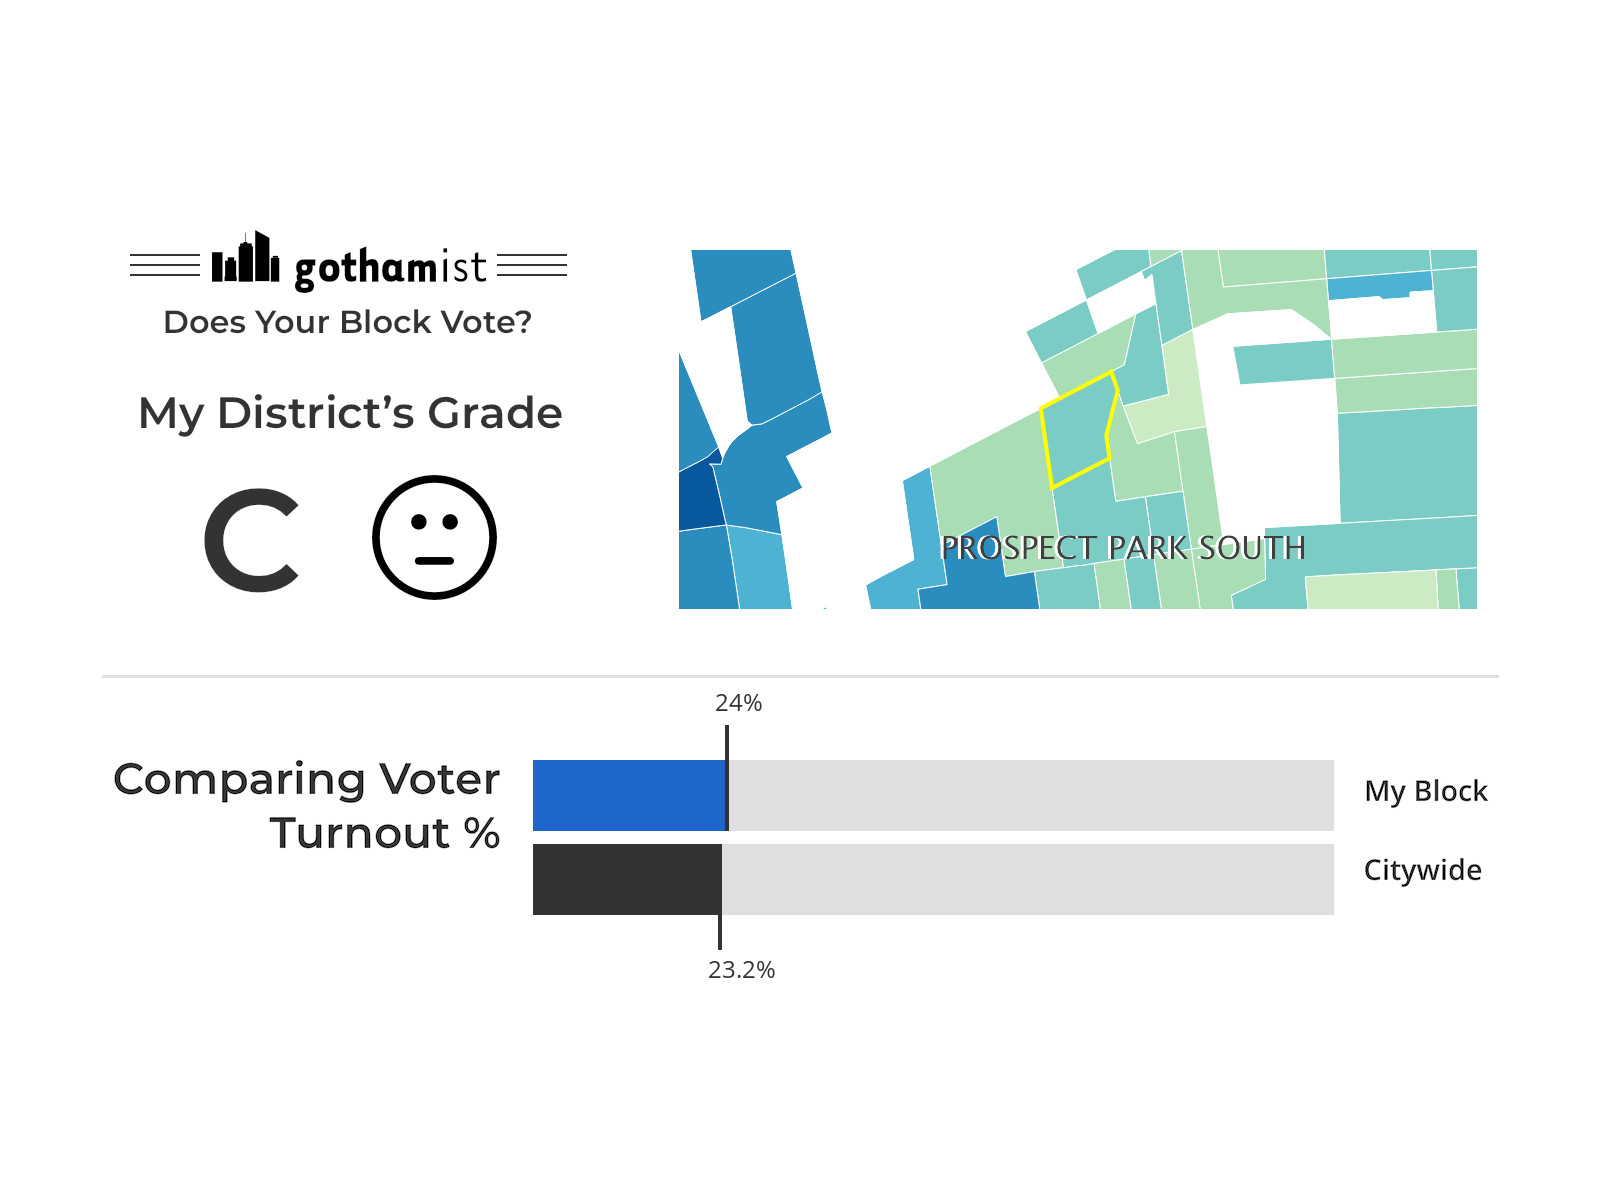 gothamist
Does Your Block Vote?
My District’s Grade
C
PROSPECT PARK SOUTH
24%
Comparing Voter
Turnout %
My Block
Citywide
23.2%